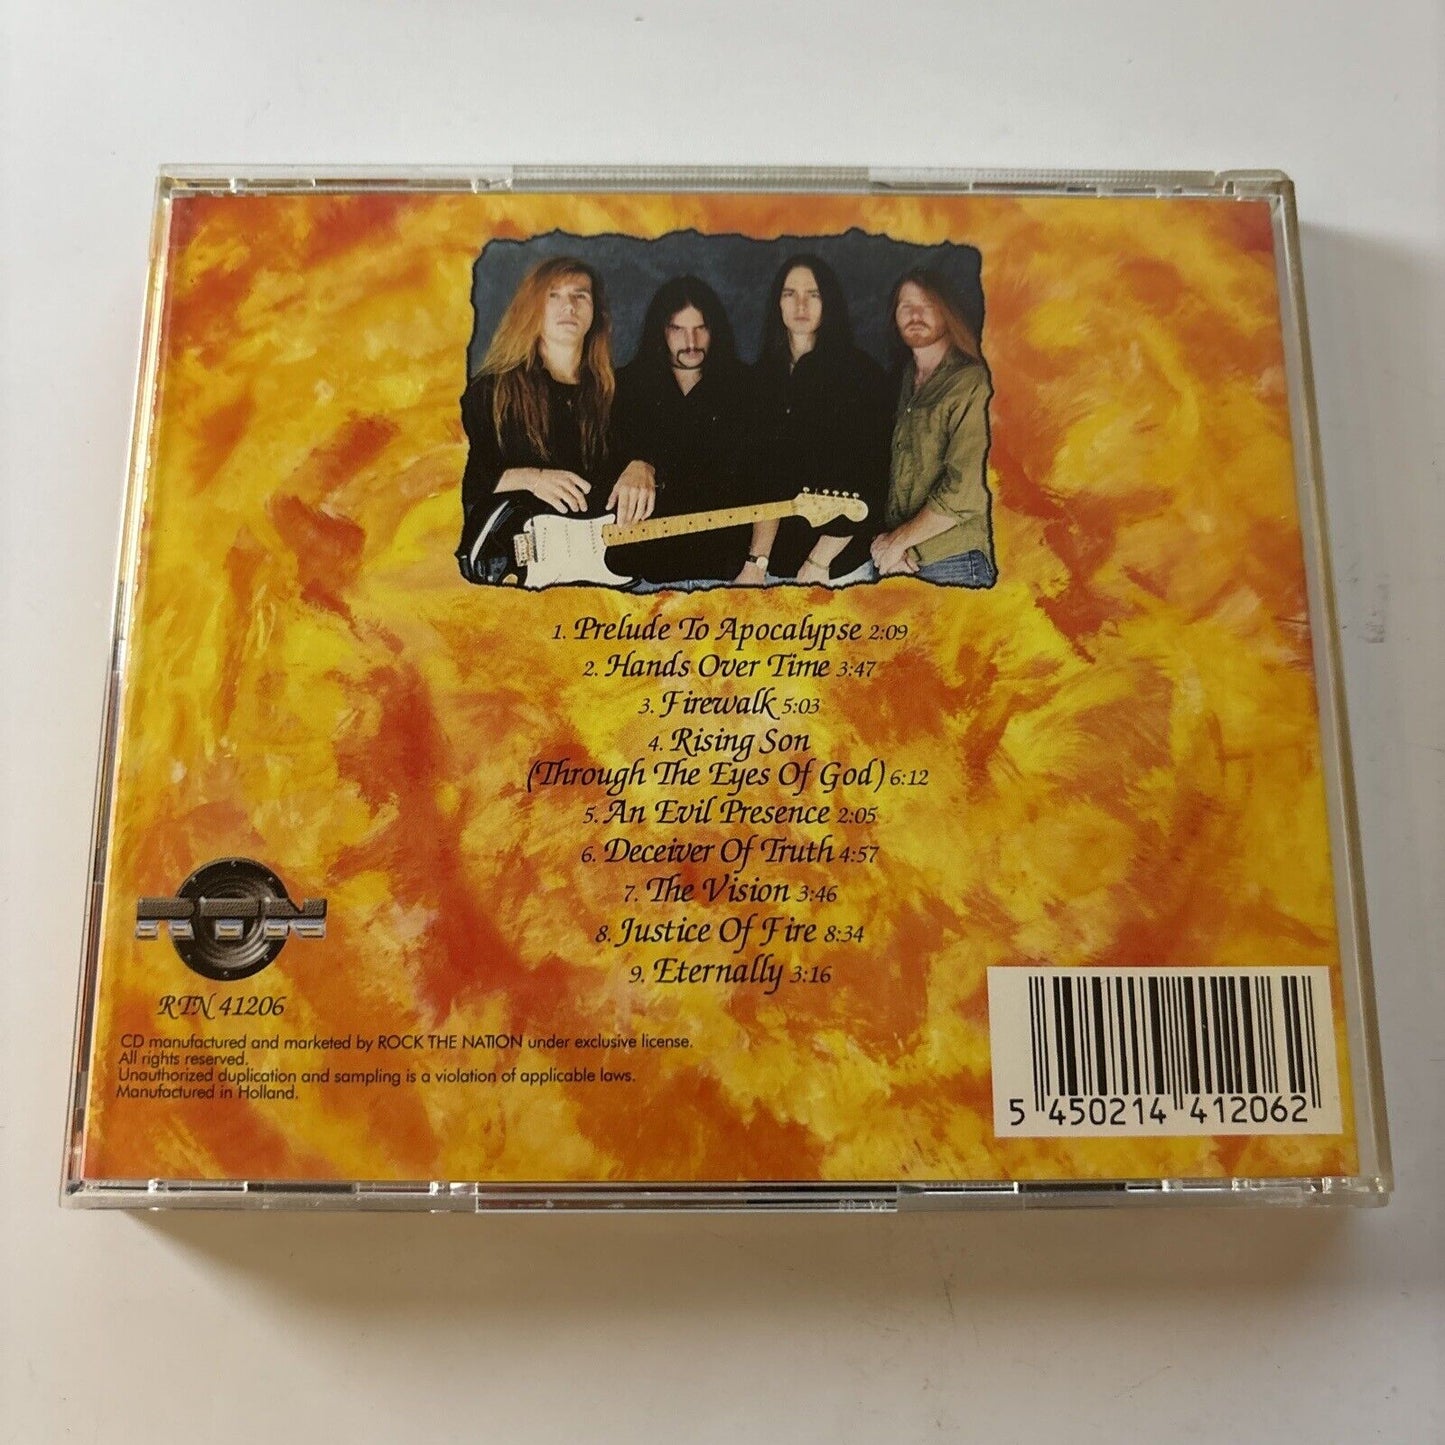 1. Prelude To Apocalypse 2:09
2. Hands Over Time 3:47
3. Firewalk 5:03
4. Rising Son
(Through The Eyes Of God) 6:12
5. An Evil Presence 2:05
6. Deceiver Of Truth 4:57
7. The Vision 3:46
8. Justice Of Fire 8:34
9. Eternally 3:16
RTN
RTN 41206
CD manufactured and marketed by ROCK THE NATION under exclusive license.
All rights reserved.
Unauthorized duplication and sampling is a violation of applicable laws.
Manufactured in Holland.
5 450214 412062